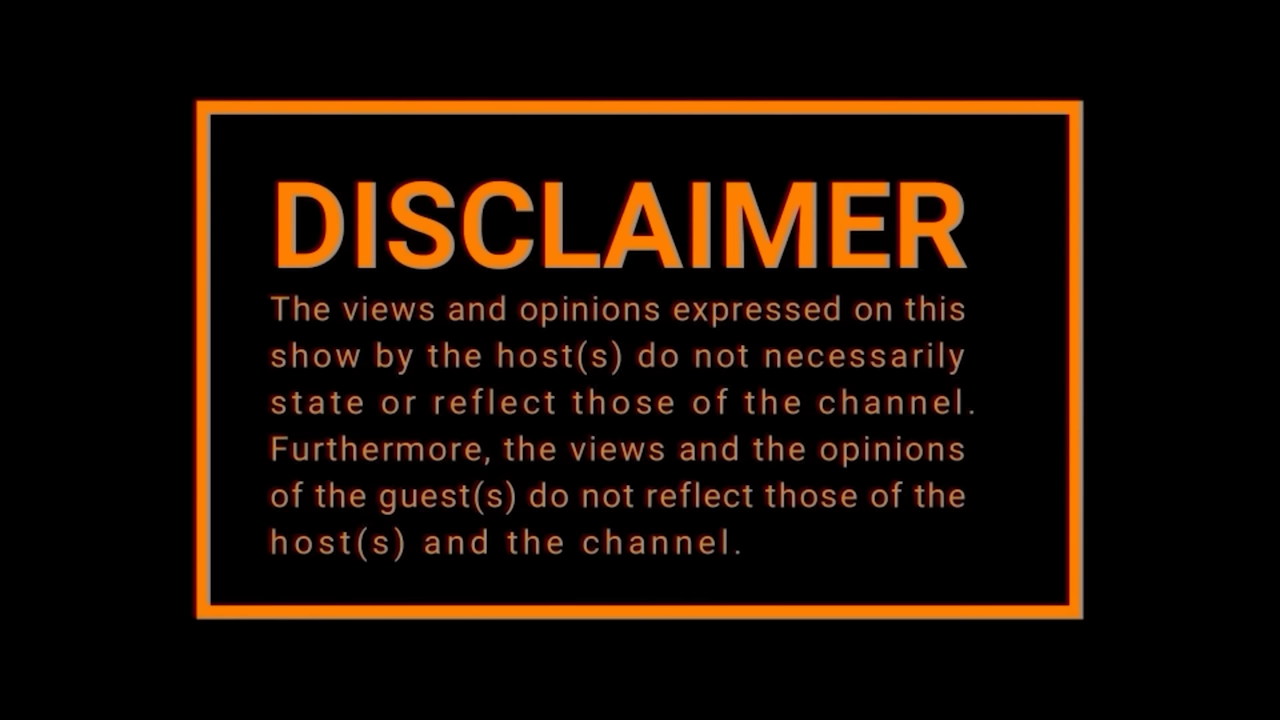 DISCLAIMER
The views and opinions expressed on this
show by the host(s) do not necessarily
state or reflect those of the channel.
Furthermore, the views and the opinions
of the guest(s) do not reflect those of the
host(s) and the channel.